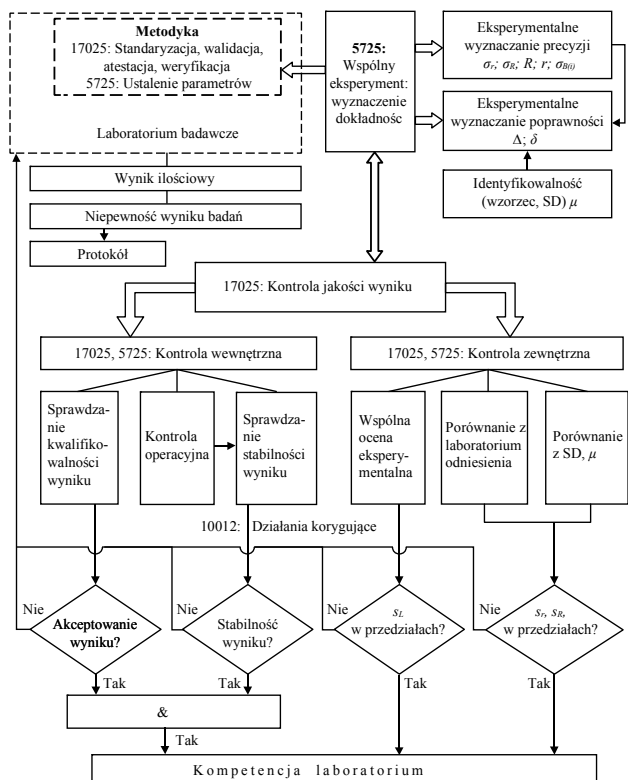 Metodyka
17025: Standaryzacja, walidacja,
atestacja, weryfikacja
5725: Ustalenie parametrów
Laboratorium badawcze
5725:
Wspólny
eksperyment:
wyznaczenie
dokładnośc
Eksperymentalne
wyznaczanie precyzji
σr; σR; R; r; σB(i)
Eksperymentalne
wyznaczanie poprawności
Δ; δ
Identyfikowalność
(wzorzec, SD) μ
Wynik ilościowy
Niepewność wyniku badań
Protokół
17025: Kontrola jakości wyniku
17025, 5725: Kontrola wewnętrzna
17025, 5725: Kontrola zewnętrzna
Sprawdza-
nie
kwalifiko-
walności
wyniku
Kontrola
operacyjna
Sprawdza-
nie
stabilności
wyniku
Wspólna
ocena
ekspery-
mentalna
Porównanie z
laboratorium
odniesienia
Porównanie
z SD, μ
10012: Działania korygujące
Nie
Akceptowanie
wyniku?
Nie
Stabilność
wyniku?
Nie
sL
w przedziałach?
Nie
sr, sR,
w przedziałach?
Tak
Tak
Tak
Tak
&
Tak
Kompetencja laboratorium